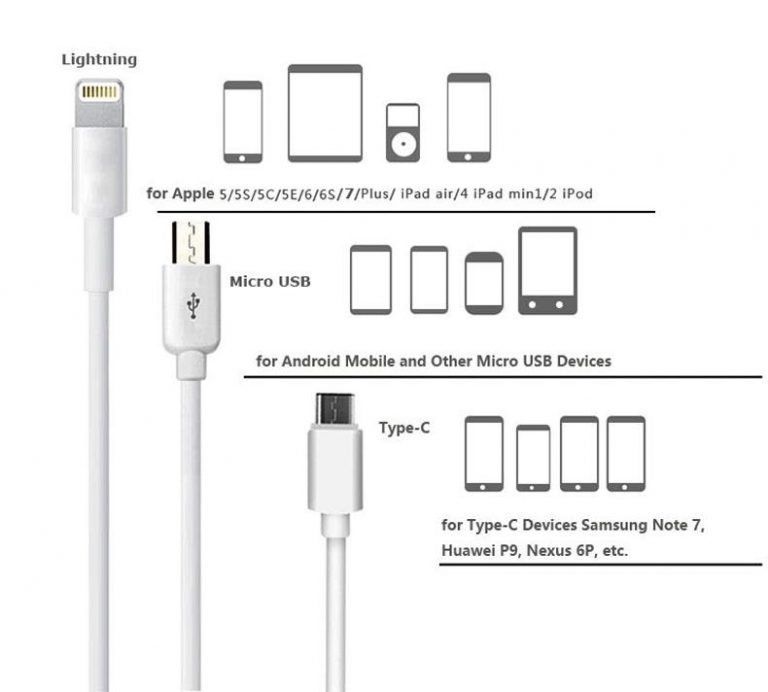 Lightning
for Apple 5/5S/5C/5E/6/6S/7/Plus/ iPad air/4 iPad min1/2 iPod
Micro USB
for Android Mobile and Other Micro USB Devices
Type-C
for Type-C Devices Samsung Note 7,
Huawei P9, Nexus 6P, etc.